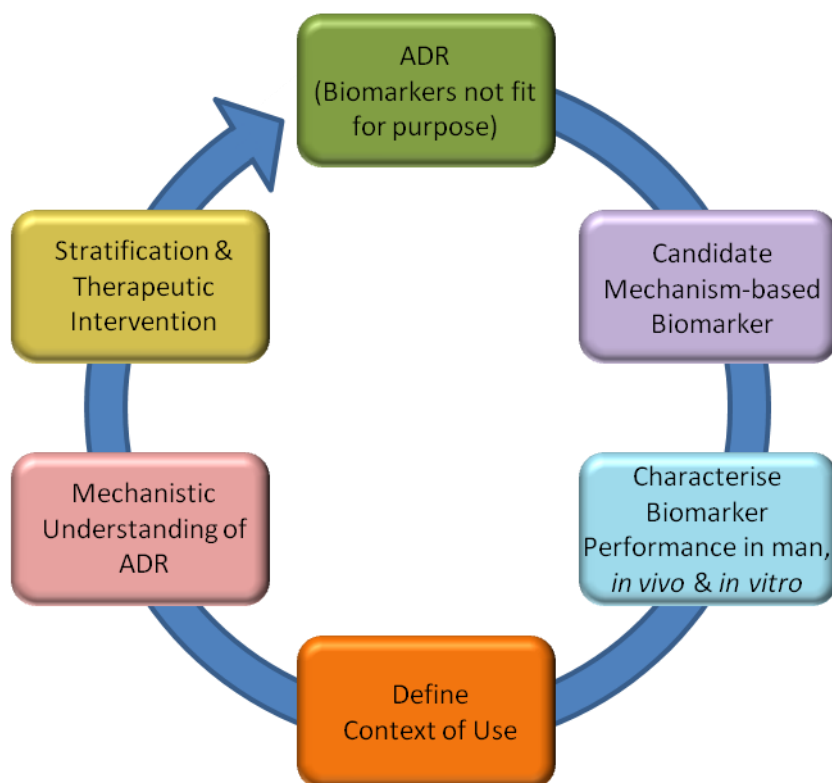 ADR
(Biomarkers not fit
for purpose)
Candidate
Mechanism-based
Biomarker
Characterise
Biomarker
Performance in man,
in vivo & in vitro
Define
Context of Use
Mechanistic
Understanding of
ADR
Stratification &
Therapeutic
Intervention